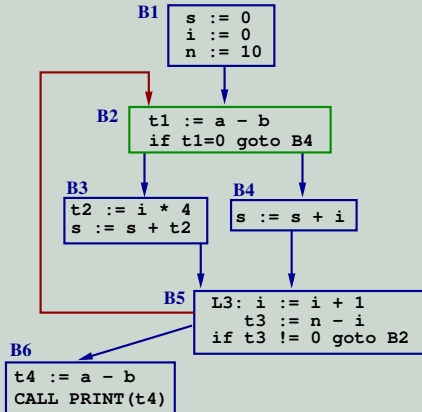 B1
s := 0
i := 0
n := 10
B2
t1 := a - b
if t1=0 goto B4
B3
t2 := i * 4
s := s + t2
B4
s := s + i
B5
L3: i := i + 1
t3 := n - i
if t3 != 0 goto B2
B6
t4 := a - b
CALL PRINT(t4)